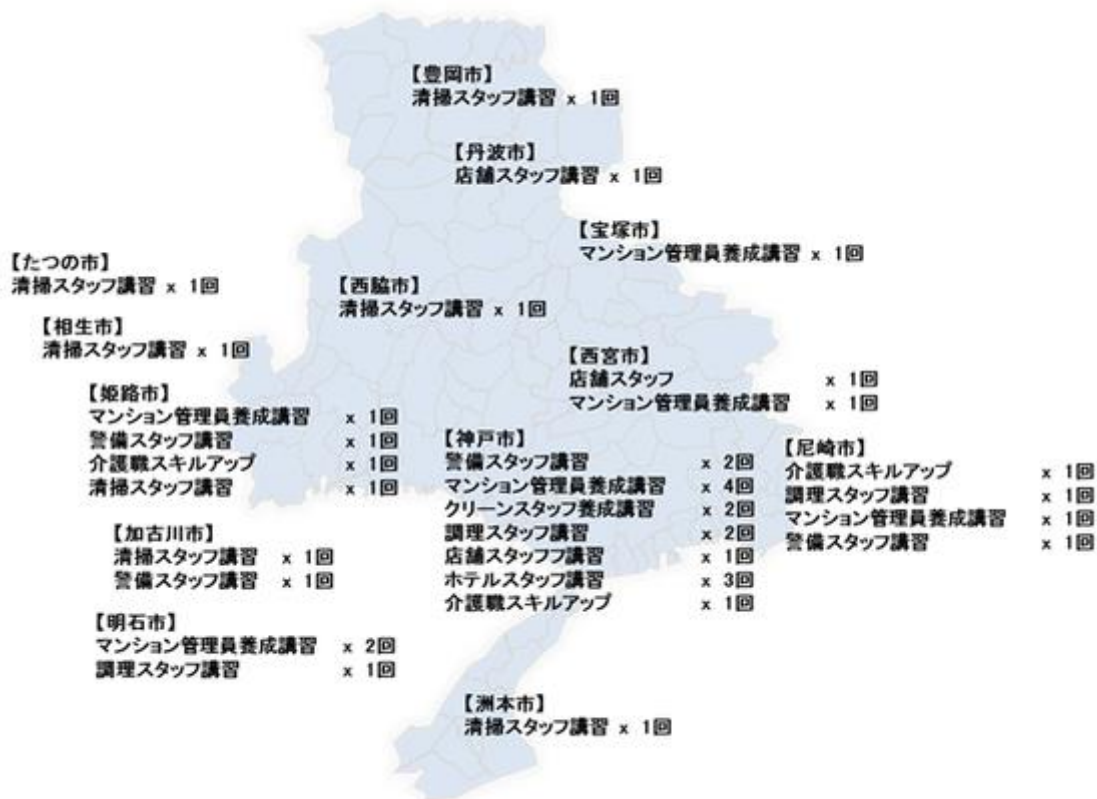 【豊岡市】
清掃スタッフ講習 x 1回
【丹波市】
店舗スタッフ講習 x 1回
【宝塚市】
マンション管理員養成講習 x 1回
【たつの市】
清掃スタッフ講習 x 1回
【西脇市】
清掃スタッフ講習 x 1回
【相生市】
清掃スタッフ講習 x 1回
【西宮市】
店舗スタッフ x 1回
マンション管理員養成講習 x 1回
【姫路市】
マンション管理員養成講習 x 1回
警備スタッフ講習 x 1回
介護職スキルアップ x 1回
清掃スタッフ講習 x 1回
【神戸市】
警備スタッフ講習 x 2回
マンション管理員養成講習 x 4回
クリーンスタッフ養成講習 x 2回
調理スタッフ講習 x 2回
店舗スタッフフ講習 x 1回
ホテルスタッフ講習 x 3回
介護職スキルアップ x 1回
【尼崎市】
介護職スキルアップ x 1回
調理スタッフ講習 x 1回
マンション管理員養成講習 x 1回
警備スタッフ講習 x 1回
【加古川市】
清掃スタッフ講習 x 1回
警備スタッフ講習 x 1回
【明石市】
マンション管理員養成講習 x 2回
調理スタッフ講習 x 1回
【洲本市】
清掃スタッフ講習 x 1回